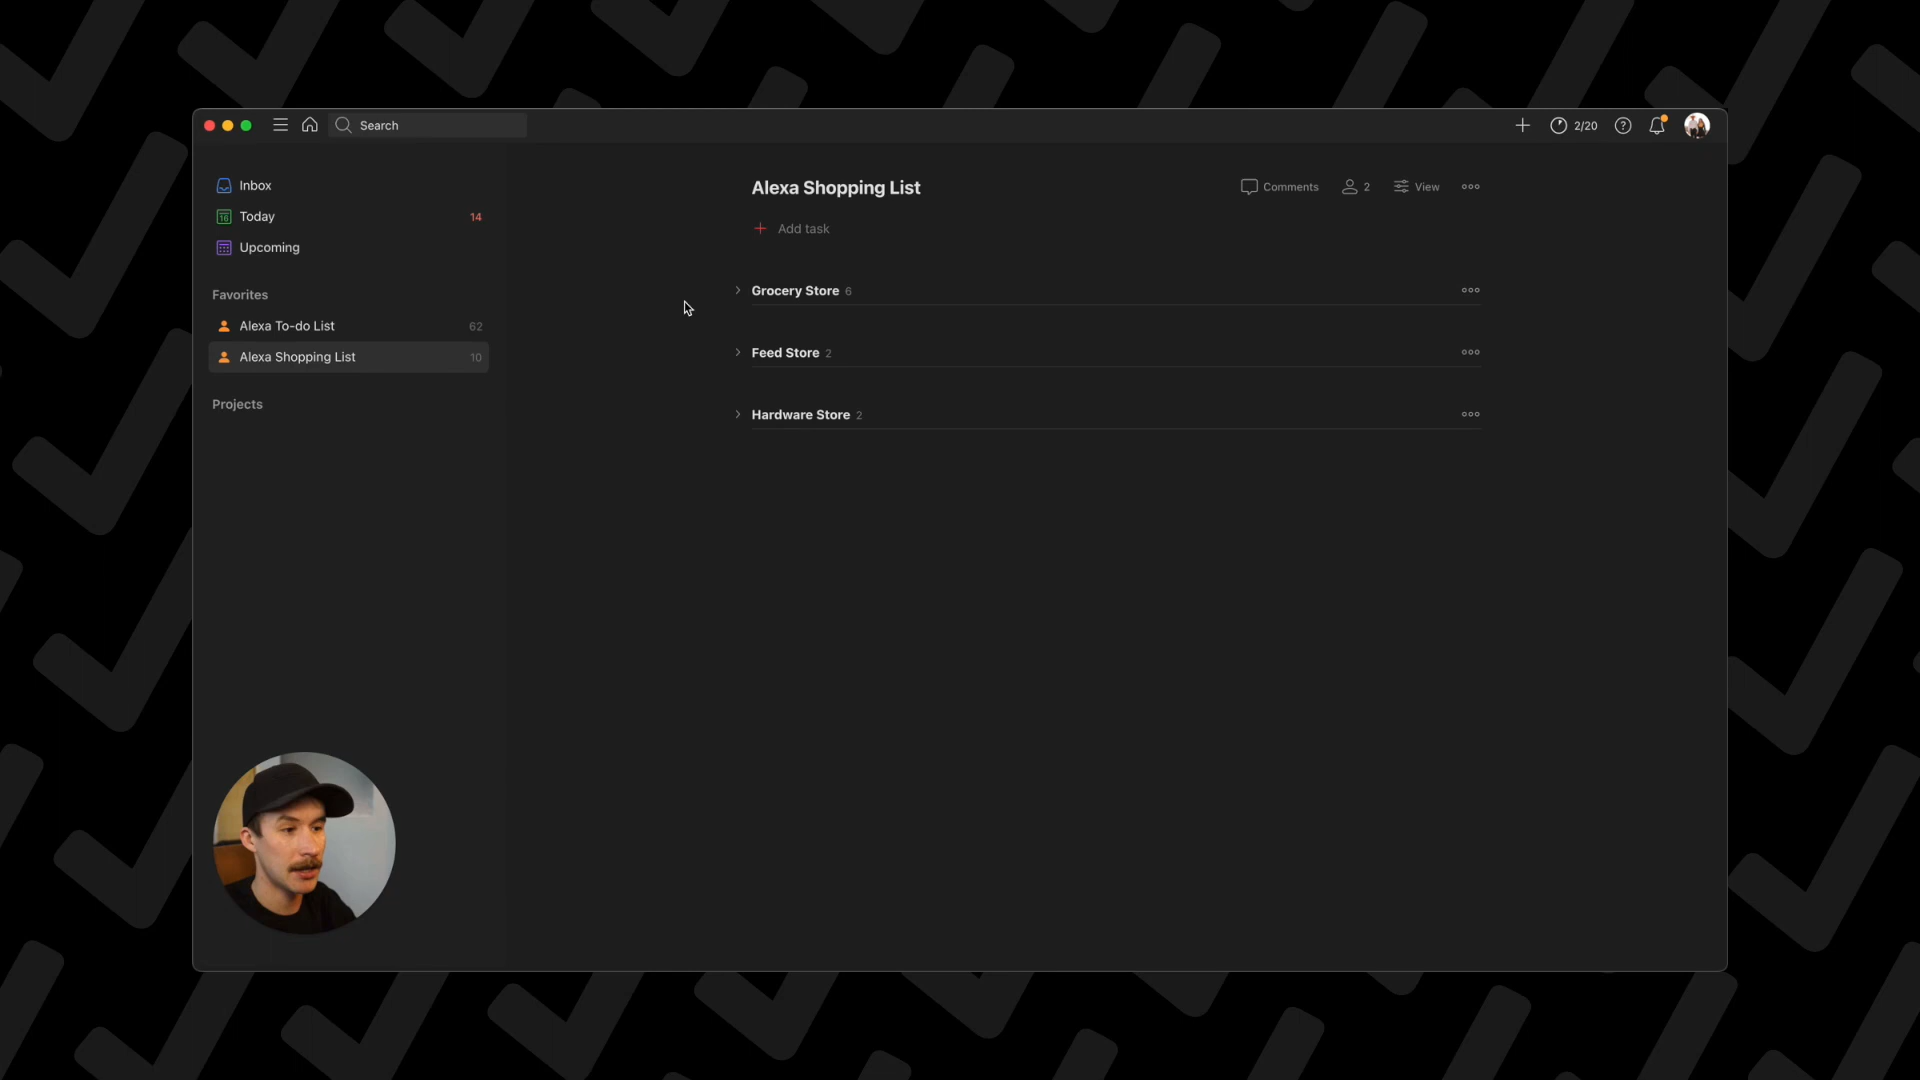 Search
2/20
Inbox
16
Today 14
Upcoming
Favorites
Alexa To-do List 62
Alexa Shopping List 10
Projects
Alexa Shopping List
Comments
2
View
Add task
Grocery Store 6
Feed Store 2
Hardware Store 2